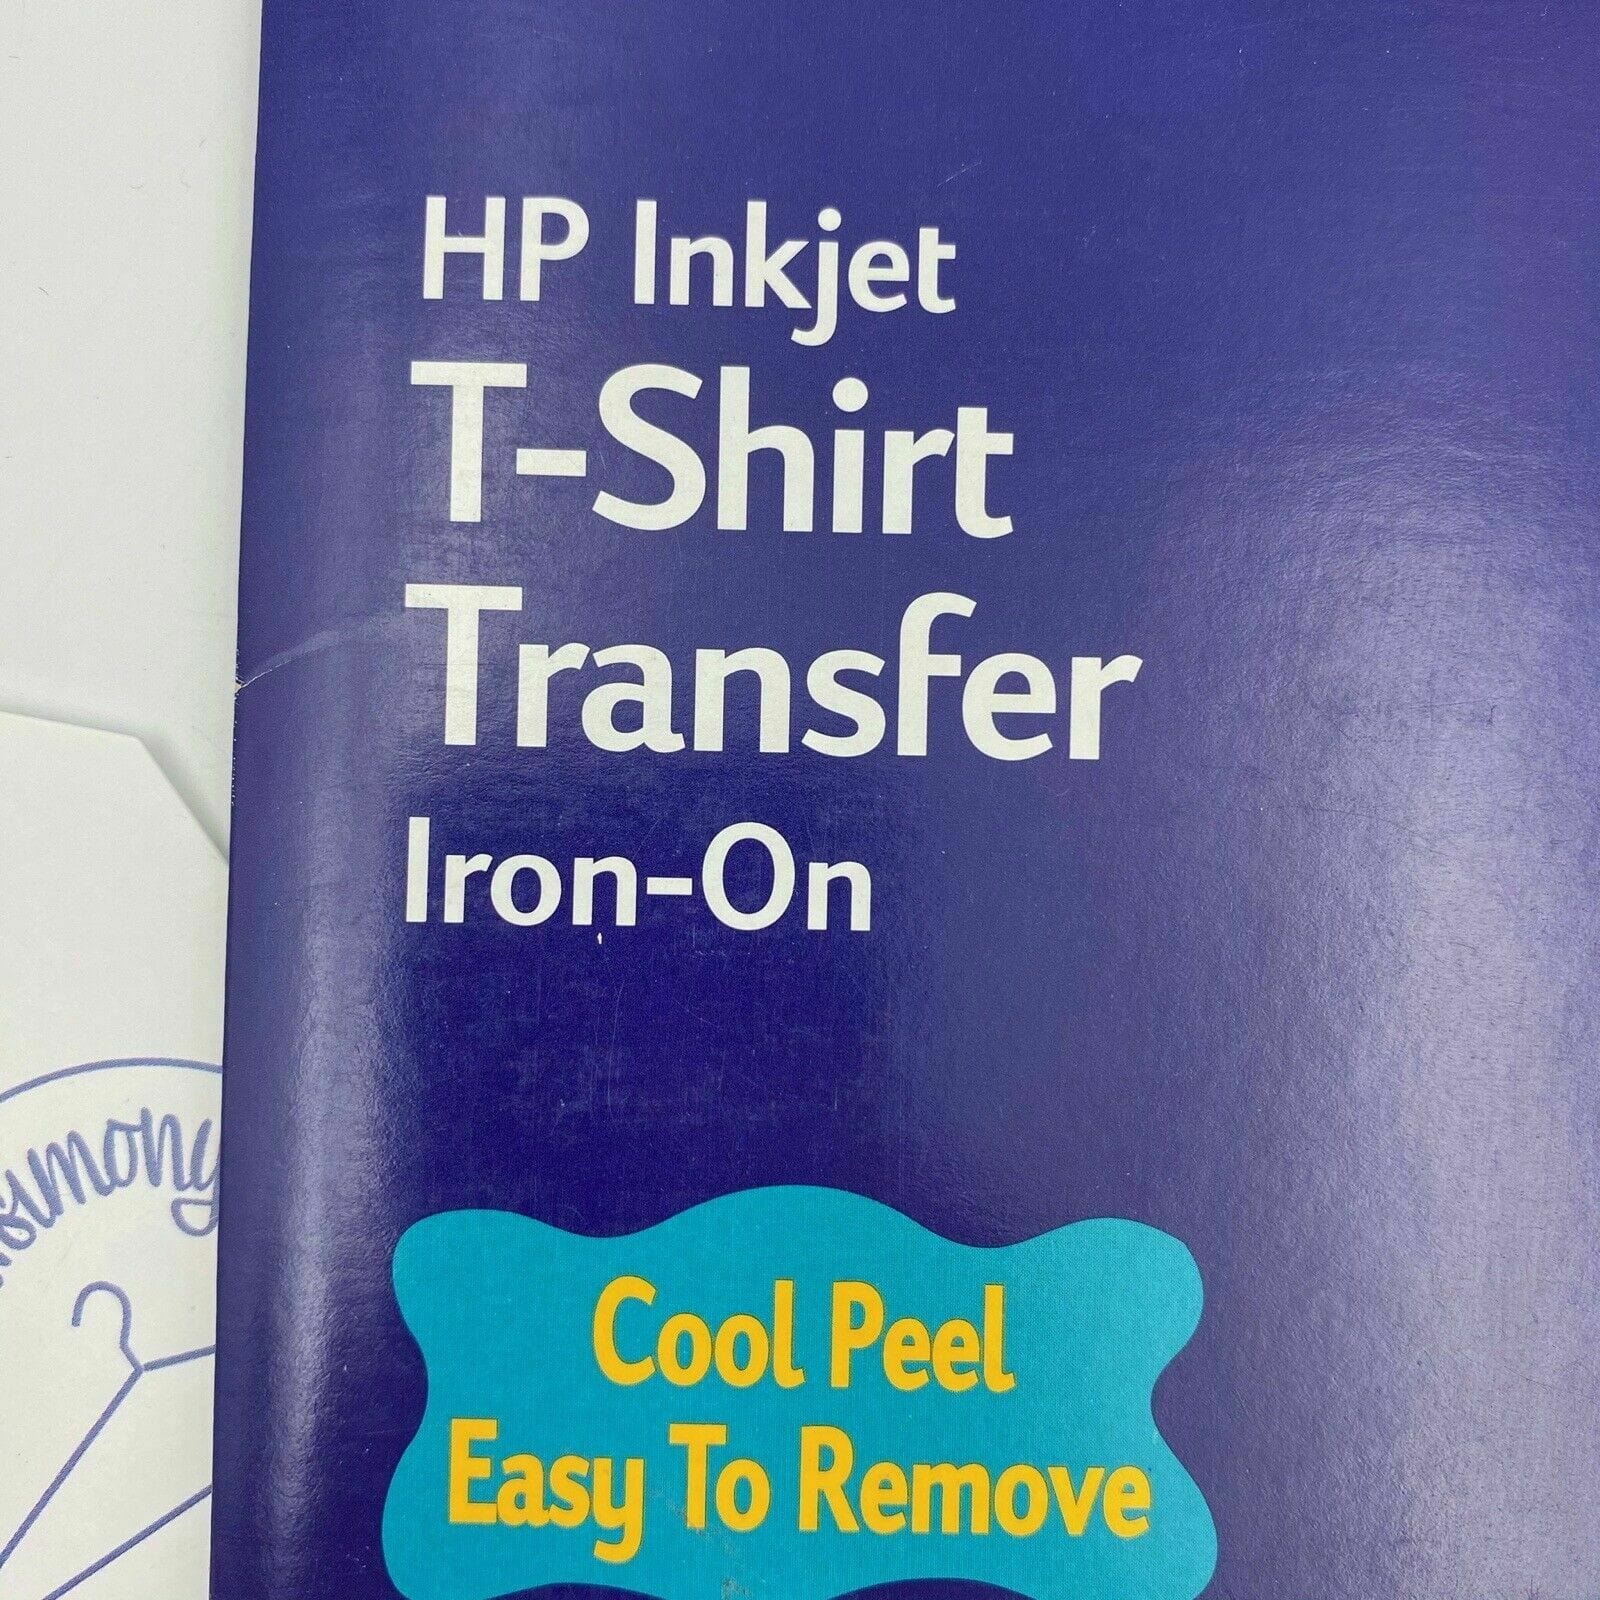 HP Inkjet
T-Shirt
Transfer
Iron-On
Cool Peel
Easy To Remove